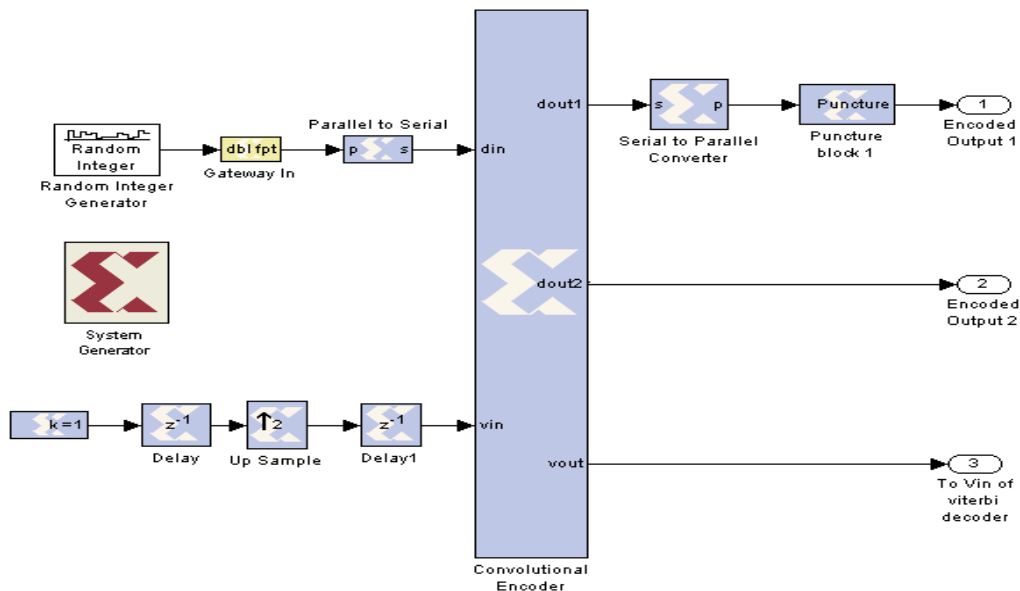 Random
Integer
Random Integer
Generator
dbl fpt
Gateway In
Parallel to Serial
p s
din
dout1
dout2
vin
vout
Convolutional
Encoder
s p
Serial to Parallel
Converter
Puncture
Puncture
block 1
1
Encoded
Output 1
2
Encoded
Output 2
3
To Vin of
viterbi
decoder
System
Generator
k=1
z-1
Delay
↑2
Up Sample
z-1
Delay1